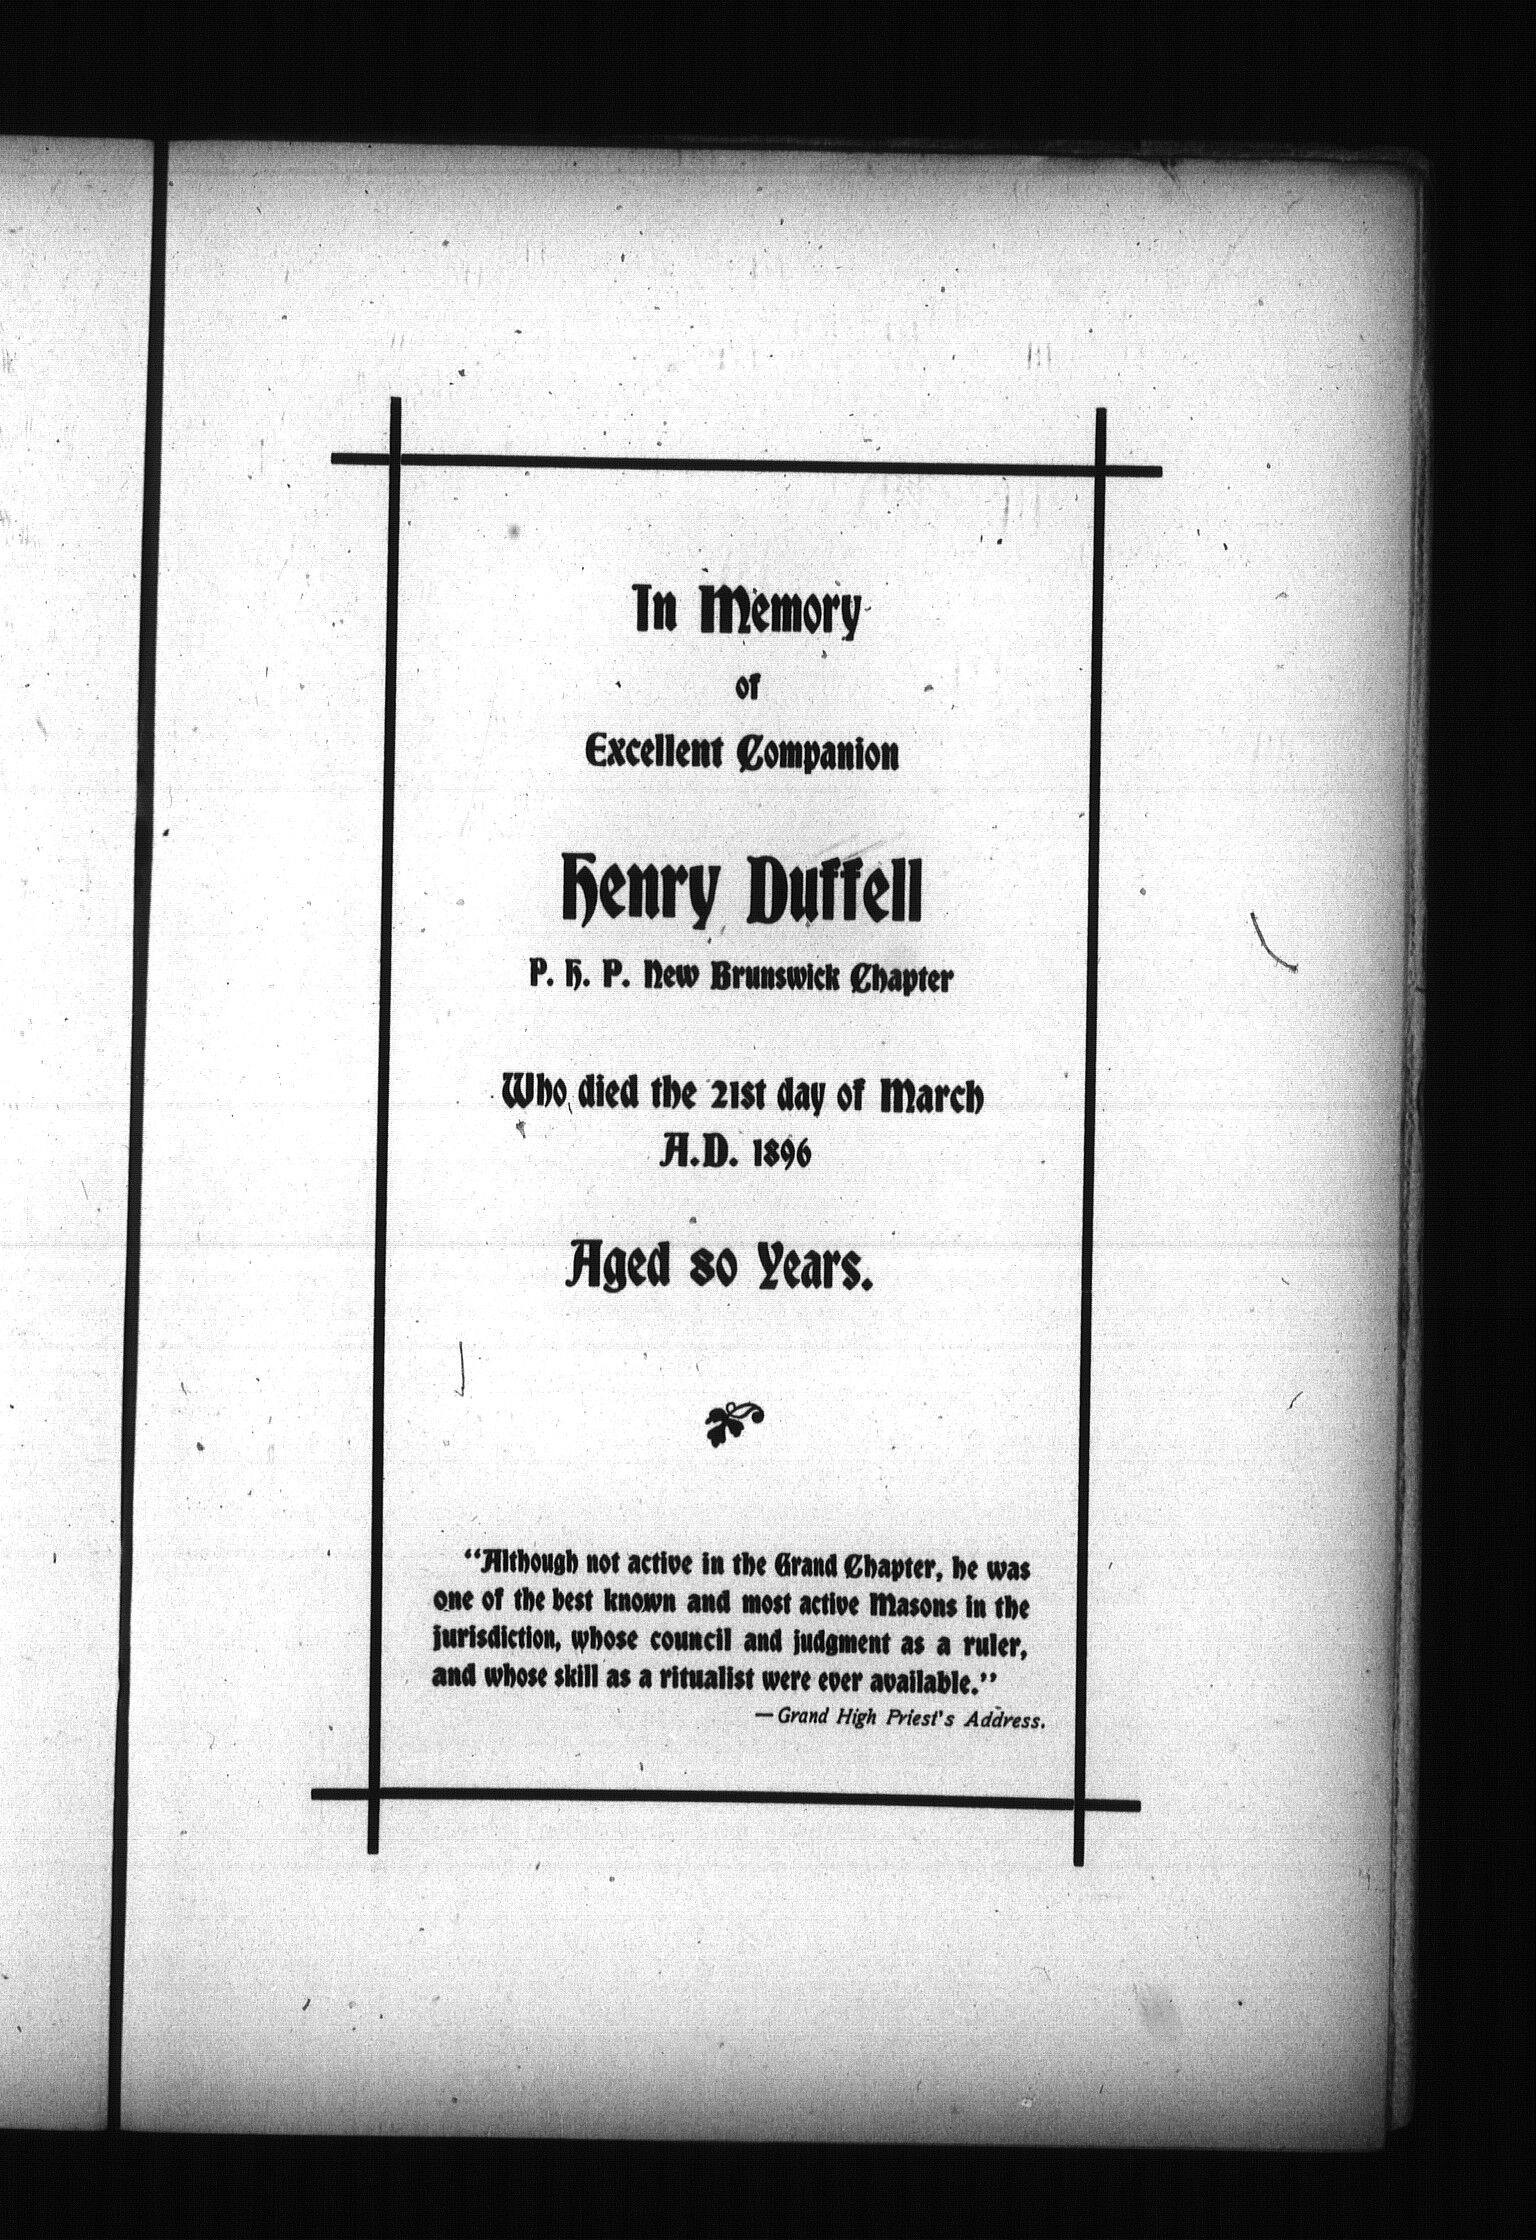 In Memory
of
Excellent Companion
Henry Duffell
P. H. P. New Brunswick Chapter
Who died the 21st day of March
A.D. 1896
Aged 80 Years.
“Although not active in the Grand Chapter, he was
one of the best known and most active Masons in the
jurisdiction, whose council and judgment as a ruler,
and whose skill as a ritualist were ever available.”
—Grand High Priest's Address.